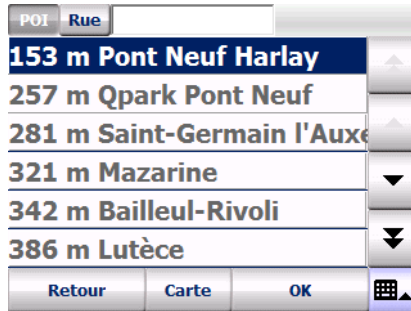 POI Rue
153 m Pont Neuf Harlay
257 m Qpark Pont Neuf
281 m Saint-Germain l'Auxe
321 m Mazarine
342 m Bailleul-Rivoli
386 m Lutèce
Retour Carte OK